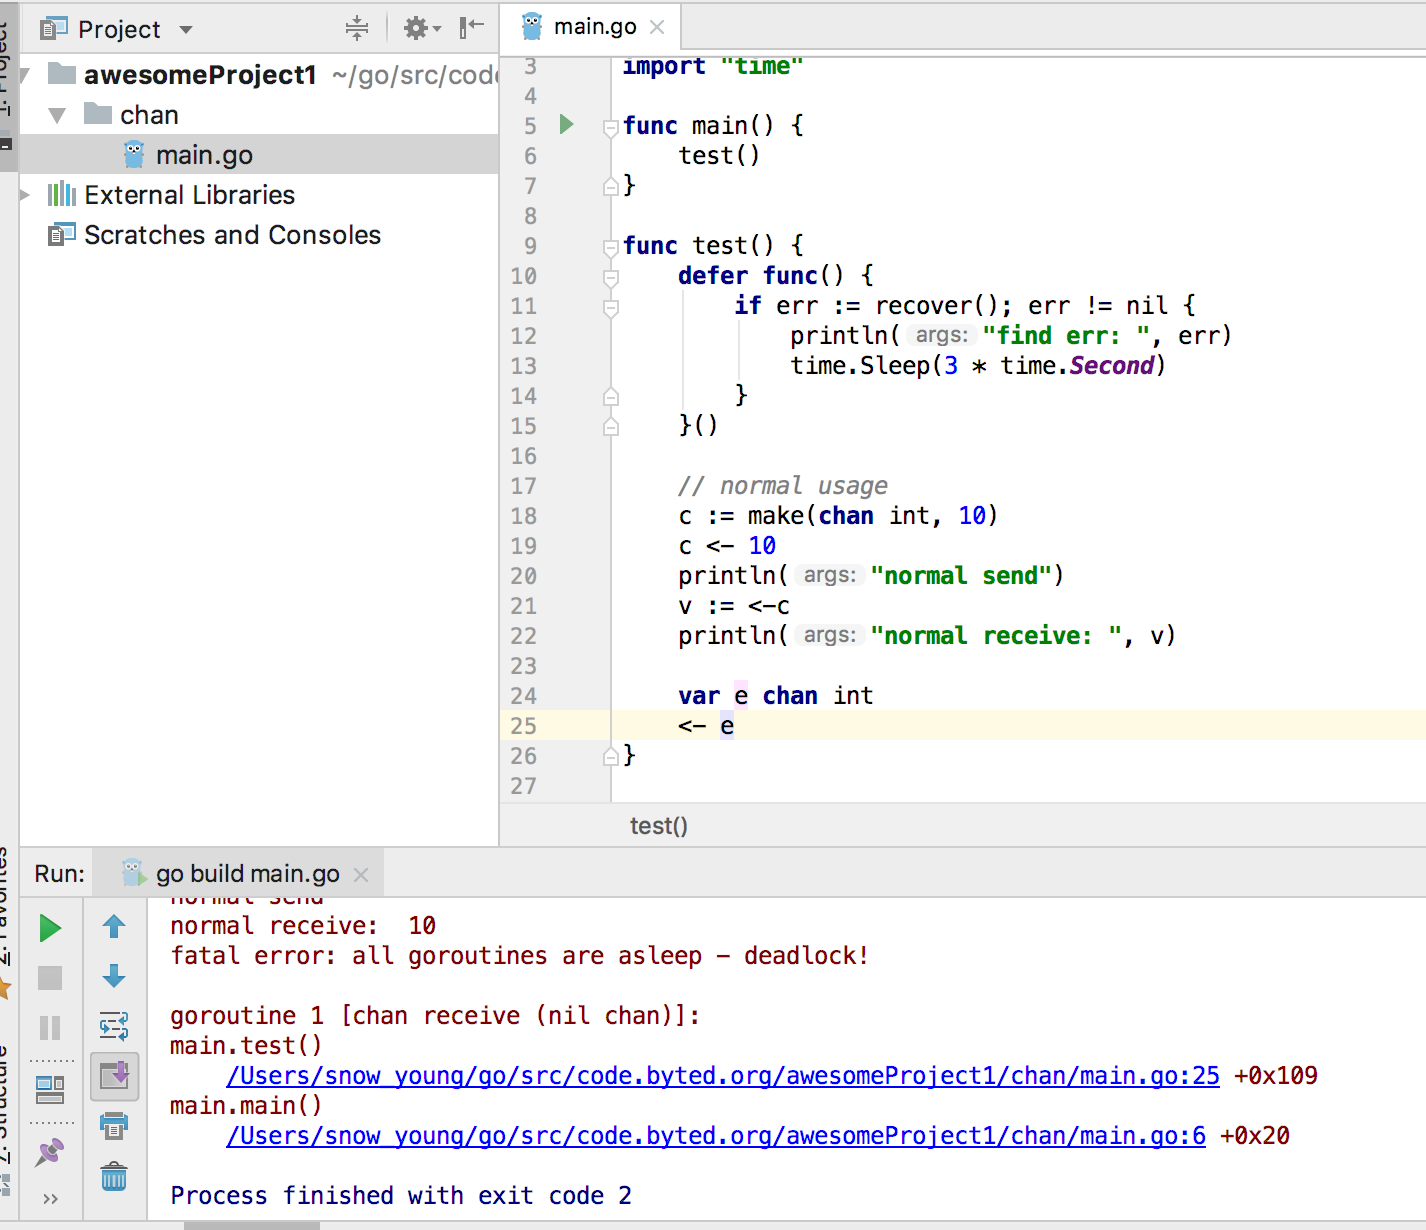 Project
main.go
awesomeProject1 ~/go/src/code
chan
main.go
External Libraries
Scratches and Consoles
1: Project
2: Favorites
7: Structure
3 import "time"
4
5 func main() {
6 test()
7 }
8
9 func test() {
10 defer func() {
11 if err := recover(); err != nil {
12 println( args: "find err: ", err)
13 time.Sleep(3 * time.Second)
14 }
15 }()
16
17 // normal usage
18 c := make(chan int, 10)
19 c <- 10
20 println( args: "normal send")
21 v := <-c
22 println( args: "normal receive: ", v)
23
24 var e chan int
25 <- e
26 }
27
test()
Run: go build main.go
normal send
normal receive:  10
fatal error: all goroutines are asleep - deadlock!
goroutine 1 [chan receive (nil chan)]:
main.test()
/Users/snow_young/go/src/code.byted.org/awesomeProject1/chan/main.go:25 +0x109
main.main()
/Users/snow_young/go/src/code.byted.org/awesomeProject1/chan/main.go:6 +0x20
Process finished with exit code 2